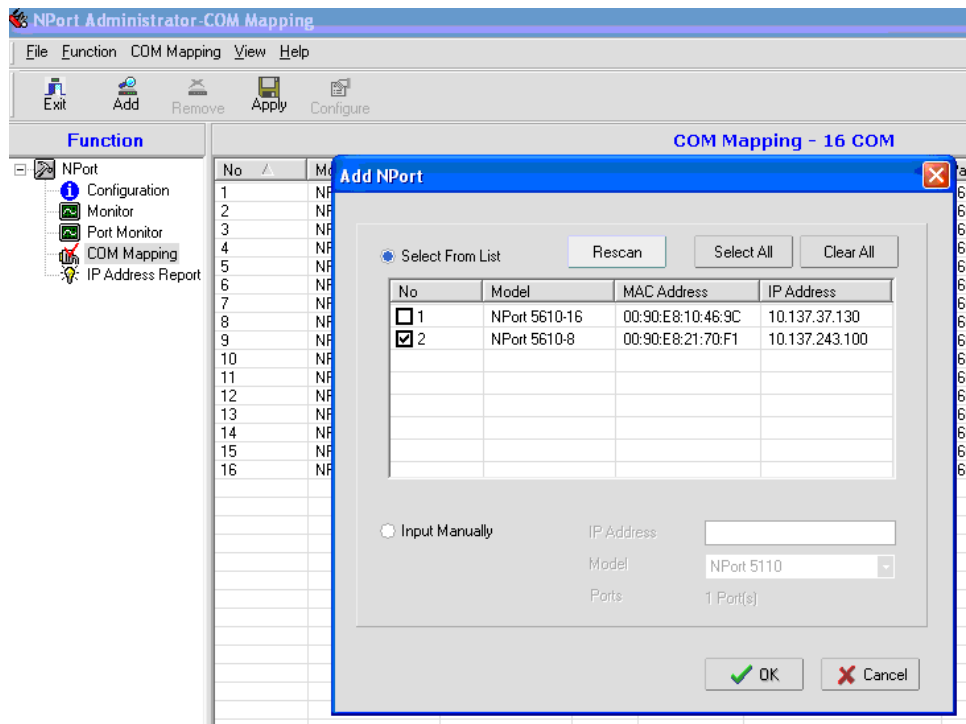 NPort Administrator-COM Mapping
File Function COM Mapping View Help
Exit Add Remove Apply Configure
Function
COM Mapping - 16 COM
NPort
Configuration
Monitor
Port Monitor
COM Mapping
IP Address Report
No
1
2
3
4
5
6
7
8
9
10
11
12
13
14
15
16
Add NPort
Select From List Rescan Select All Clear All
No Model MAC Address IP Address
1 NPort 5610-16 00:90:E8:10:46:9C 10.137.37.130
2 NPort 5610-8 00:90:E8:21:70:F1 10.137.243.100
Input Manually IP Address
Model NPort 5110
Ports 1 Port(s)
OK Cancel